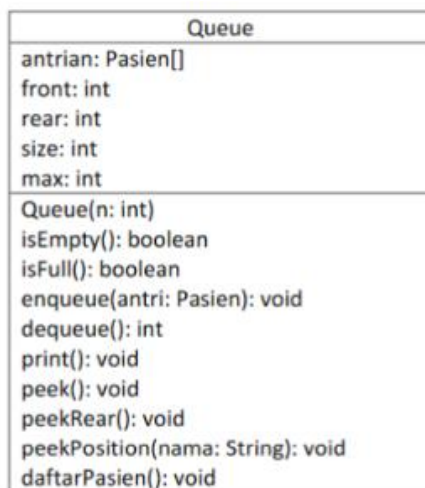 Queue
antrian: Pasien[]
front: int
rear: int
size: int
max: int
Queue(n: int)
isEmpty(): boolean
isFull(): boolean
enqueue(antri: Pasien): void
dequeue(): int
print(): void
peek(): void
peekRear(): void
peekPosition(nama: String): void
daftarPasien(): void